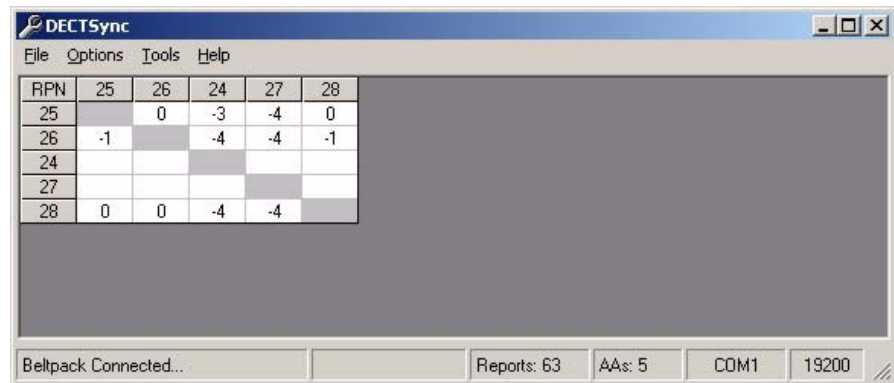 DECTSync
File Options Tools Help
RPN 25 26 24 27 28
25 0 -3 -4 0
26 -1 -4 -4 -1
24
27
28 0 0 -4 -4
Beltpack Connected... Reports: 63 AAs: 5 COM1 19200